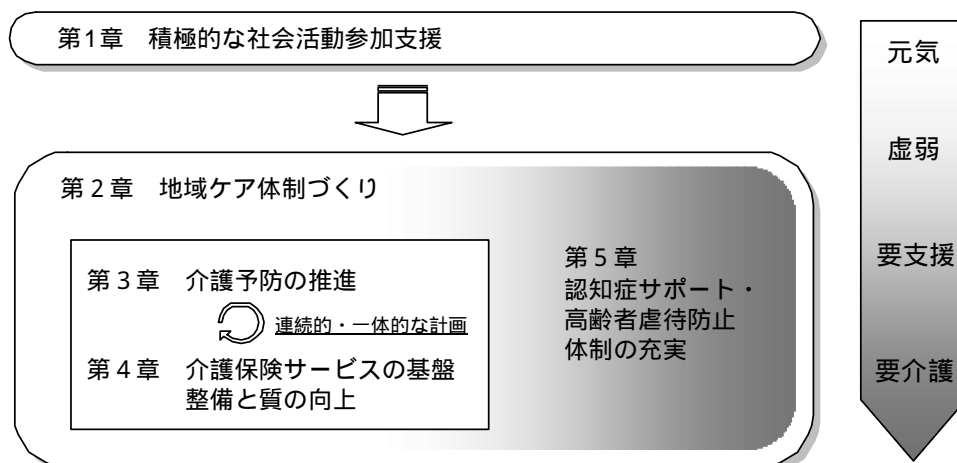 第1章 積極的な社会活動参加支援
第2章 地域ケア体制づくり
第3章 介護予防の推進
連続的・一体的な計画
第4章 介護保険サービスの基盤
整備と質の向上
第5章
認知症サポート・
高齢者虐待防止
体制の充実
元気
虚弱
要支援
要介護